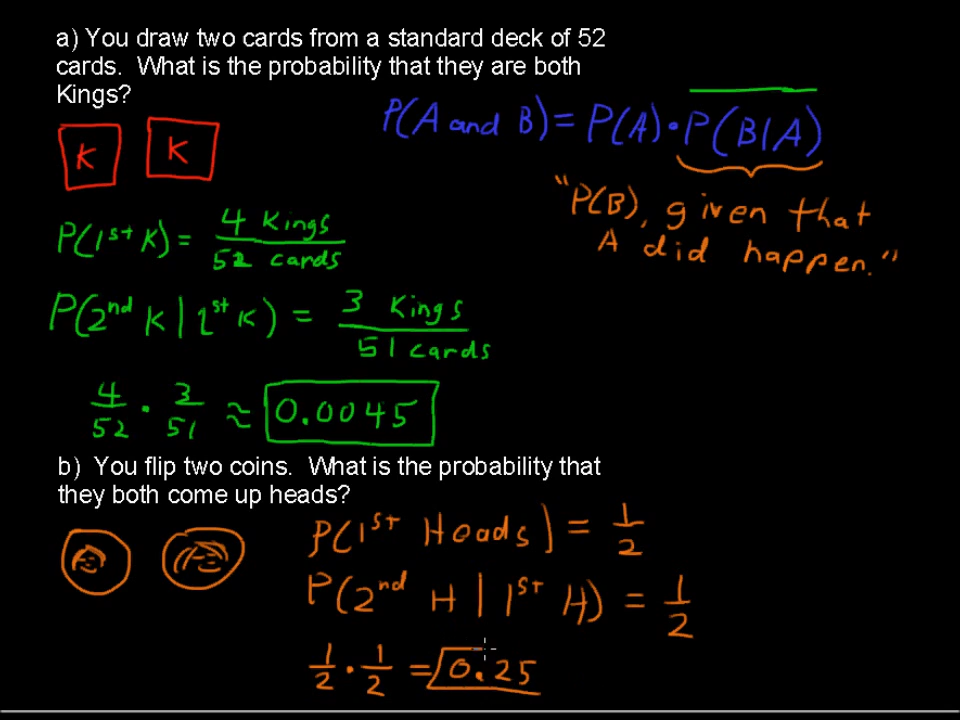 a) You draw two cards from a standard deck of 52
cards. What is the probability that they are both
Kings?
P(A and B) = P(A) • P(B|A)
K K
"P(B), given that
A did happen."
P(1st K) = 4 Kings / 52 cards
P(2nd K | 1st K) = 3 Kings / 51 cards
4/52 • 3/51 ≈ 0.0045
b) You flip two coins. What is the probability that
they both come up heads?
P(1st Heads) = 1/2
P(2nd H | 1st H) = 1/2
1/2 • 1/2 = 0.25